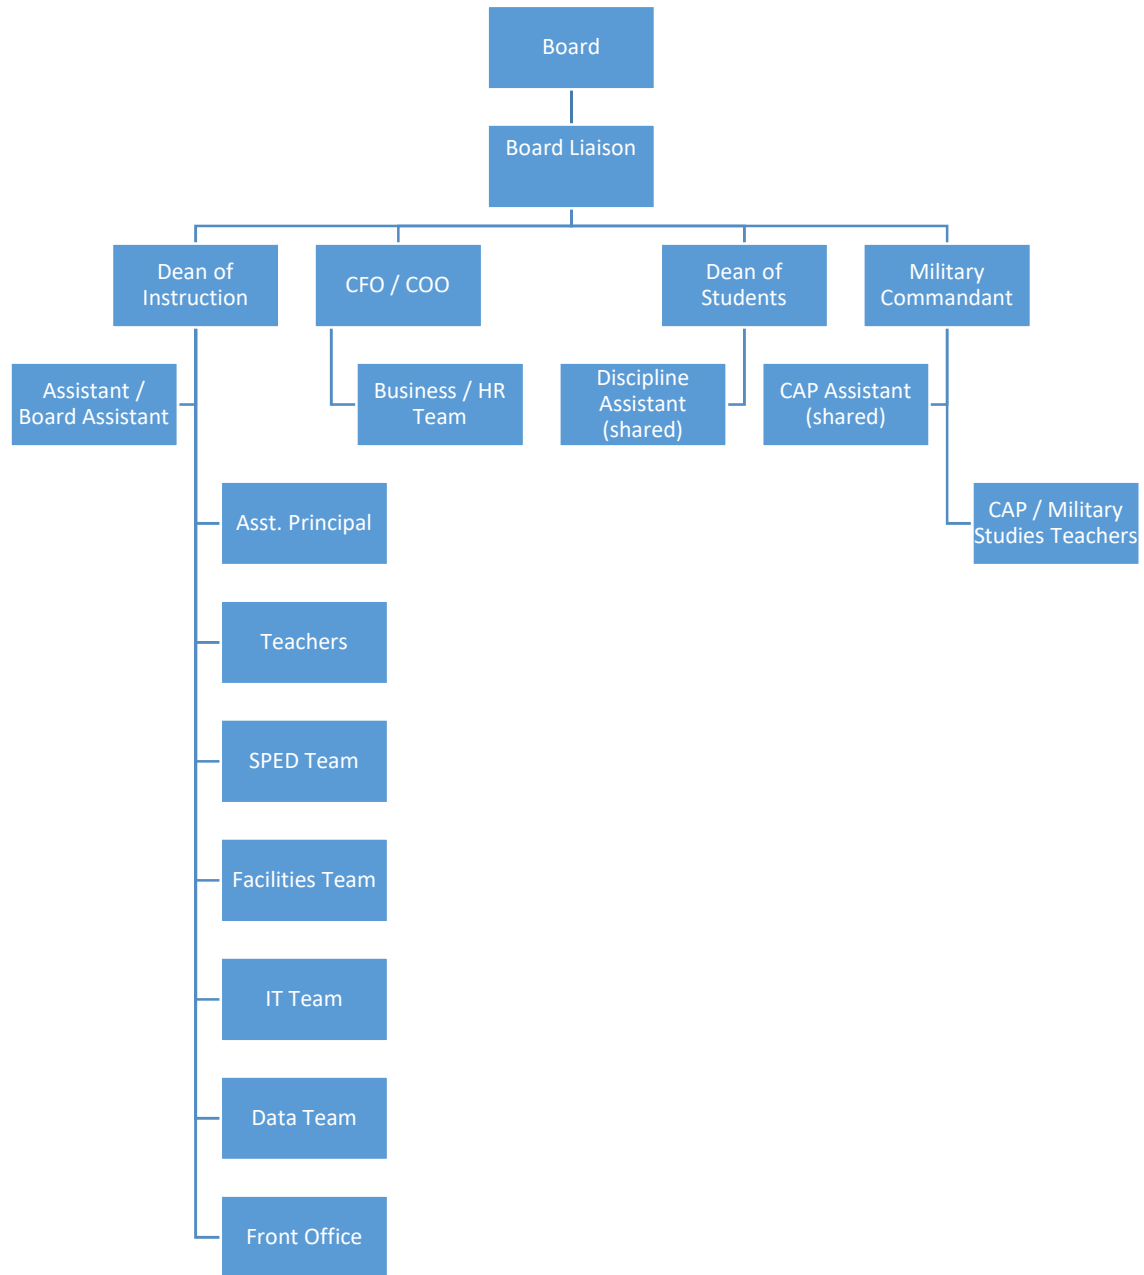 Board
Board Liaison
Dean of
Instruction
CFO / COO
Dean of
Students
Military
Commandant
Assistant /
Board Assistant
Business / HR
Team
Discipline
Assistant
(shared)
CAP Assistant
(shared)
Asst. Principal
CAP / Military
Studies Teachers
Teachers
SPED Team
Facilities Team
IT Team
Data Team
Front Office